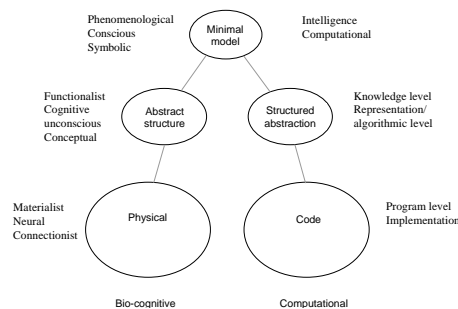 Phenomenological
Conscious
Symbolic
Minimal
model
Intelligence
Computational
Functionalist
Cognitive
unconscious
Conceptual
Abstract
structure
Structured
abstraction
Knowledge level
Representation/
algorithmic level
Materialist
Neural
Connectionist
Physical
Code
Program level
Implementation
Bio-cognitive
Computational